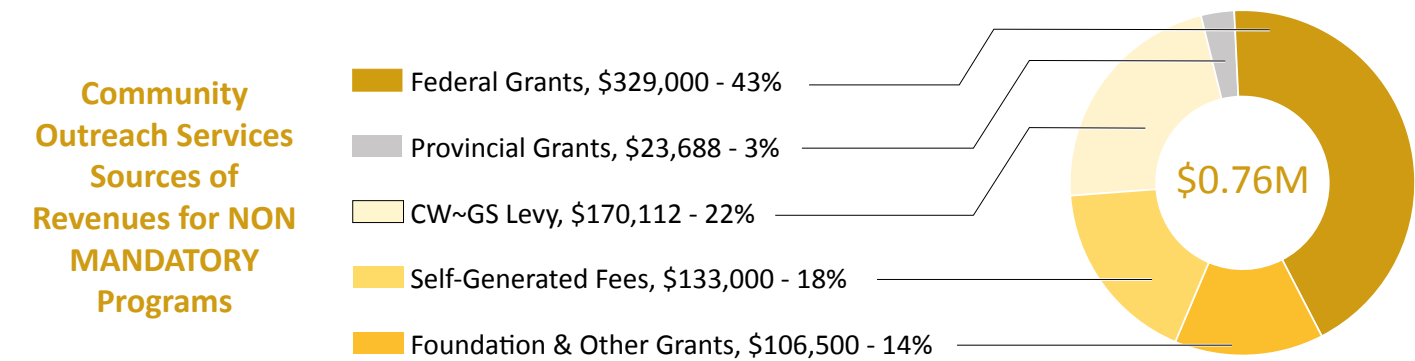 Community
Outreach Services
Sources of
Revenues for NON
MANDATORY
Programs
Federal Grants, $329,000 - 43%
Provincial Grants, $23,688 - 3%
CW~GS Levy, $170,112 - 22%
Self-Generated Fees, $133,000 - 18%
Foundation & Other Grants, $106,500 - 14%
$0.76M